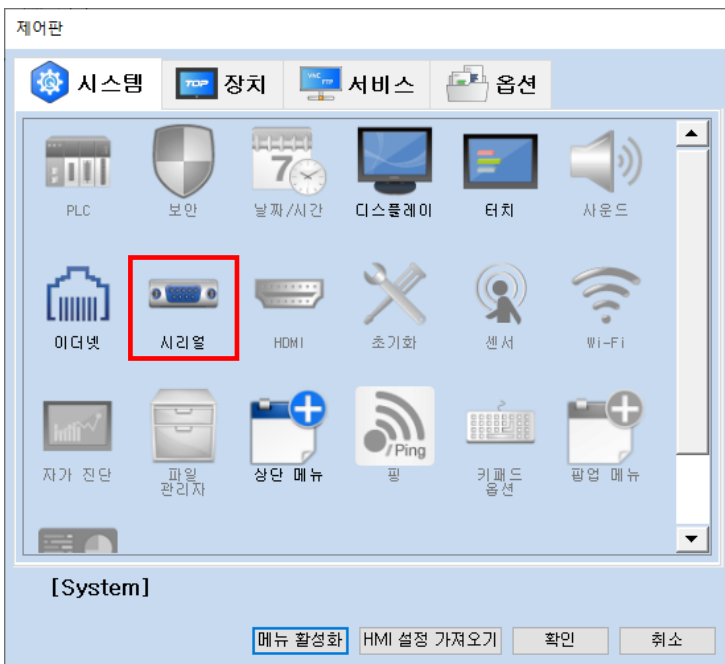 제어판
시스템 TOP 장치 VNC FTP 서비스 옵션
7
PLC 보안 날짜/시간 디스플레이 터치 사운드
이더넷 시리얼 HDMI 초기화 센서 Wi-Fi
/Ping
자가 진단 파일 관리자 상단 메뉴 핑 키패드 옵션 팝업 메뉴
[System]
메뉴 활성화 HMI 설정 가져오기 확인 취소